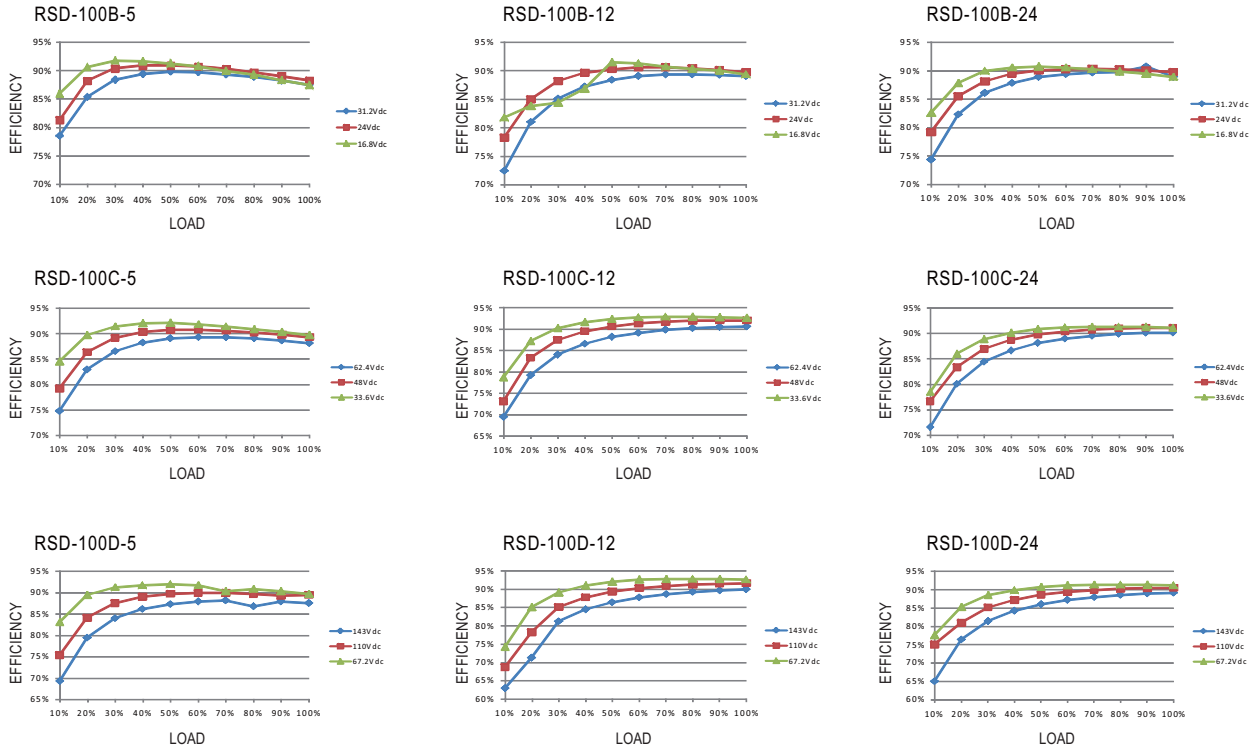 RSD-100B-5
EFFICIENCY
95%
90%
85%
80%
75%
70%
10% 20% 30% 40% 50% 60% 70% 80% 90% 100%
LOAD
31.2Vdc
24Vdc
16.8Vdc
RSD-100B-12
EFFICIENCY
95%
90%
85%
80%
75%
70%
10% 20% 30% 40% 50% 60% 70% 80% 90% 100%
LOAD
31.2Vdc
24Vdc
16.8Vdc
RSD-100B-24
EFFICIENCY
95%
90%
85%
80%
75%
70%
10% 20% 30% 40% 50% 60% 70% 80% 90% 100%
LOAD
31.2Vdc
24Vdc
16.8Vdc
RSD-100C-5
EFFICIENCY
95%
90%
85%
80%
75%
70%
10% 20% 30% 40% 50% 60% 70% 80% 90% 100%
LOAD
62.4Vdc
48Vdc
33.6Vdc
RSD-100C-12
EFFICIENCY
95%
90%
85%
80%
75%
70%
65%
10% 20% 30% 40% 50% 60% 70% 80% 90% 100%
LOAD
62.4Vdc
48Vdc
33.6Vdc
RSD-100C-24
EFFICIENCY
95%
90%
85%
80%
75%
70%
10% 20% 30% 40% 50% 60% 70% 80% 90% 100%
LOAD
62.4Vdc
48Vdc
33.6Vdc
RSD-100D-5
EFFICIENCY
95%
90%
85%
80%
75%
70%
65%
10% 20% 30% 40% 50% 60% 70% 80% 90% 100%
LOAD
143Vdc
110Vdc
67.2Vdc
RSD-100D-12
EFFICIENCY
95%
90%
85%
80%
75%
70%
65%
60%
10% 20% 30% 40% 50% 60% 70% 80% 90% 100%
LOAD
143Vdc
110Vdc
67.2Vdc
RSD-100D-24
EFFICIENCY
95%
90%
85%
80%
75%
70%
65%
60%
10% 20% 30% 40% 50% 60% 70% 80% 90% 100%
LOAD
143Vdc
110Vdc
67.2Vdc